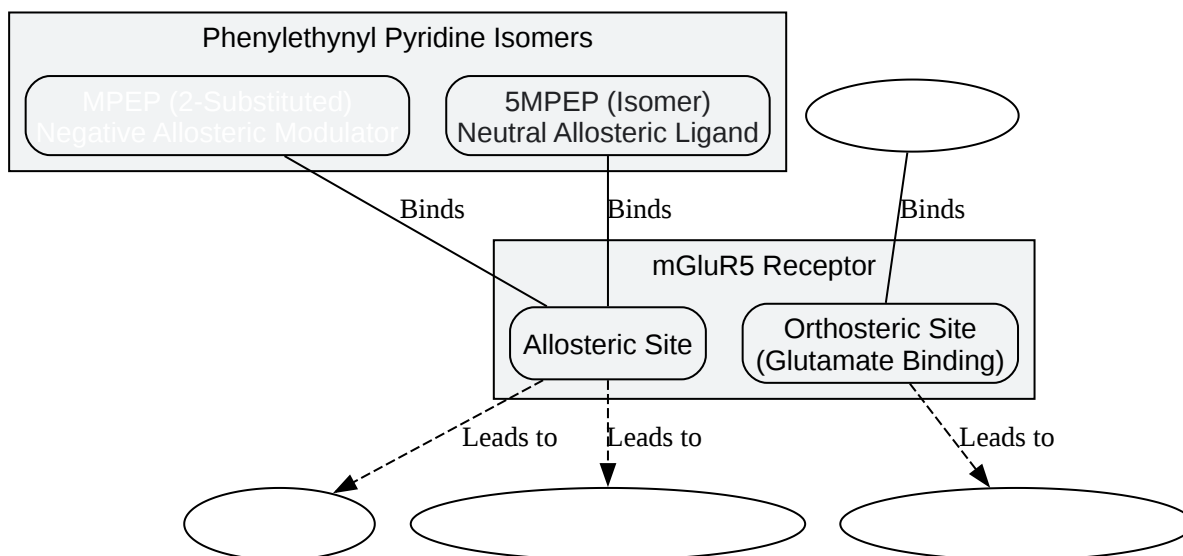 Phenylethynyl Pyridine Isomers
MPEP (2-Substituted)
Negative Allosteric Modulator
5MPEP (Isomer)
Neutral Allosteric Ligand
Binds
Binds
Binds
mGluR5 Receptor
Allosteric Site
Orthosteric Site
(Glutamate Binding)
Leads to
Leads to
Leads to